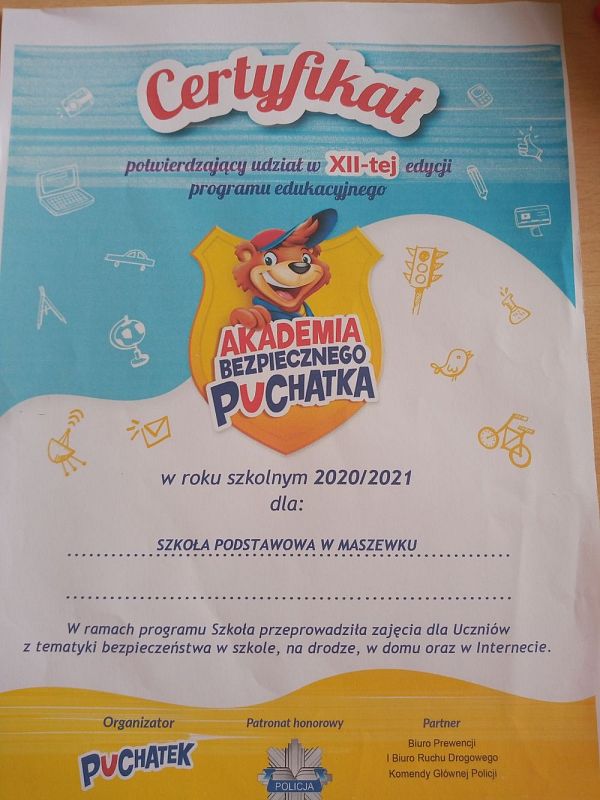 Certyfikat
potwierdzający udział w XII-tej edycji
programu edukacyjnego
AKADEMIA
BEZPIECZNEGO
PUCHATKA
w roku szkolnym 2020/2021
dla:
SZKOŁA PODSTAWOWA W MASZEWKU
W ramach programu Szkoła przeprowadziła zajęcia dla Uczniów
z tematyki bezpieczeństwa w szkole, na drodze, w domu oraz w Internecie.
Organizator
PUCHATEK
Patronat honorowy
POLICJA
Partner
Biuro Prewencji
I Biuro Ruchu Drogowego
Komendy Głównej Policji